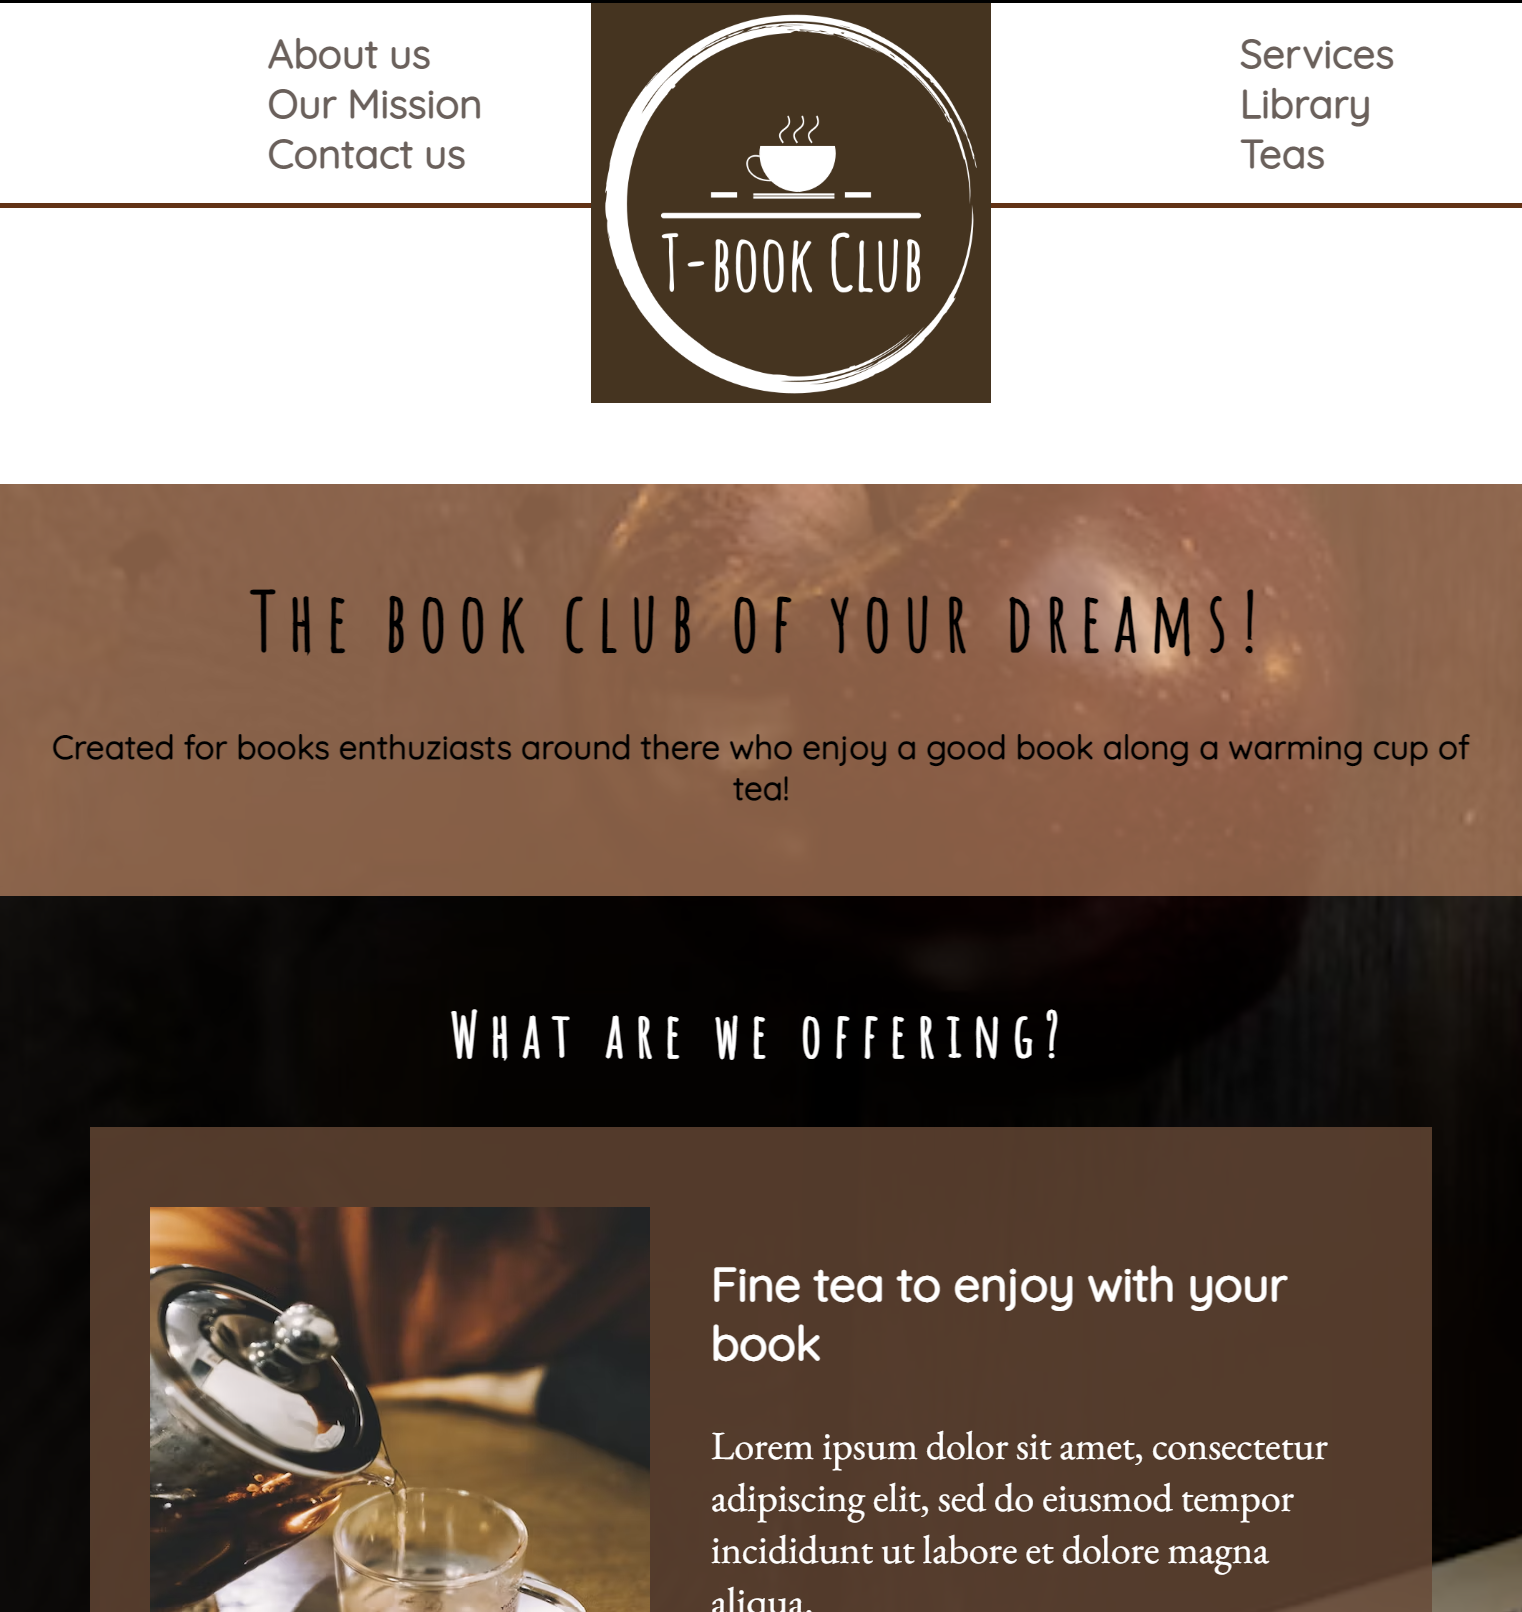 About us
Our Mission
Contact us
T-book Club
Services
Library
Teas
The book club of your dreams!
Created for books enthuziasts around there who enjoy a good book along a warming cup of
tea!
What are we offering?
Fine tea to enjoy with your
book
Lorem ipsum dolor sit amet, consectetur
adipiscing elit, sed do eiusmod tempor
incididunt ut labore et dolore magna
aliqua.